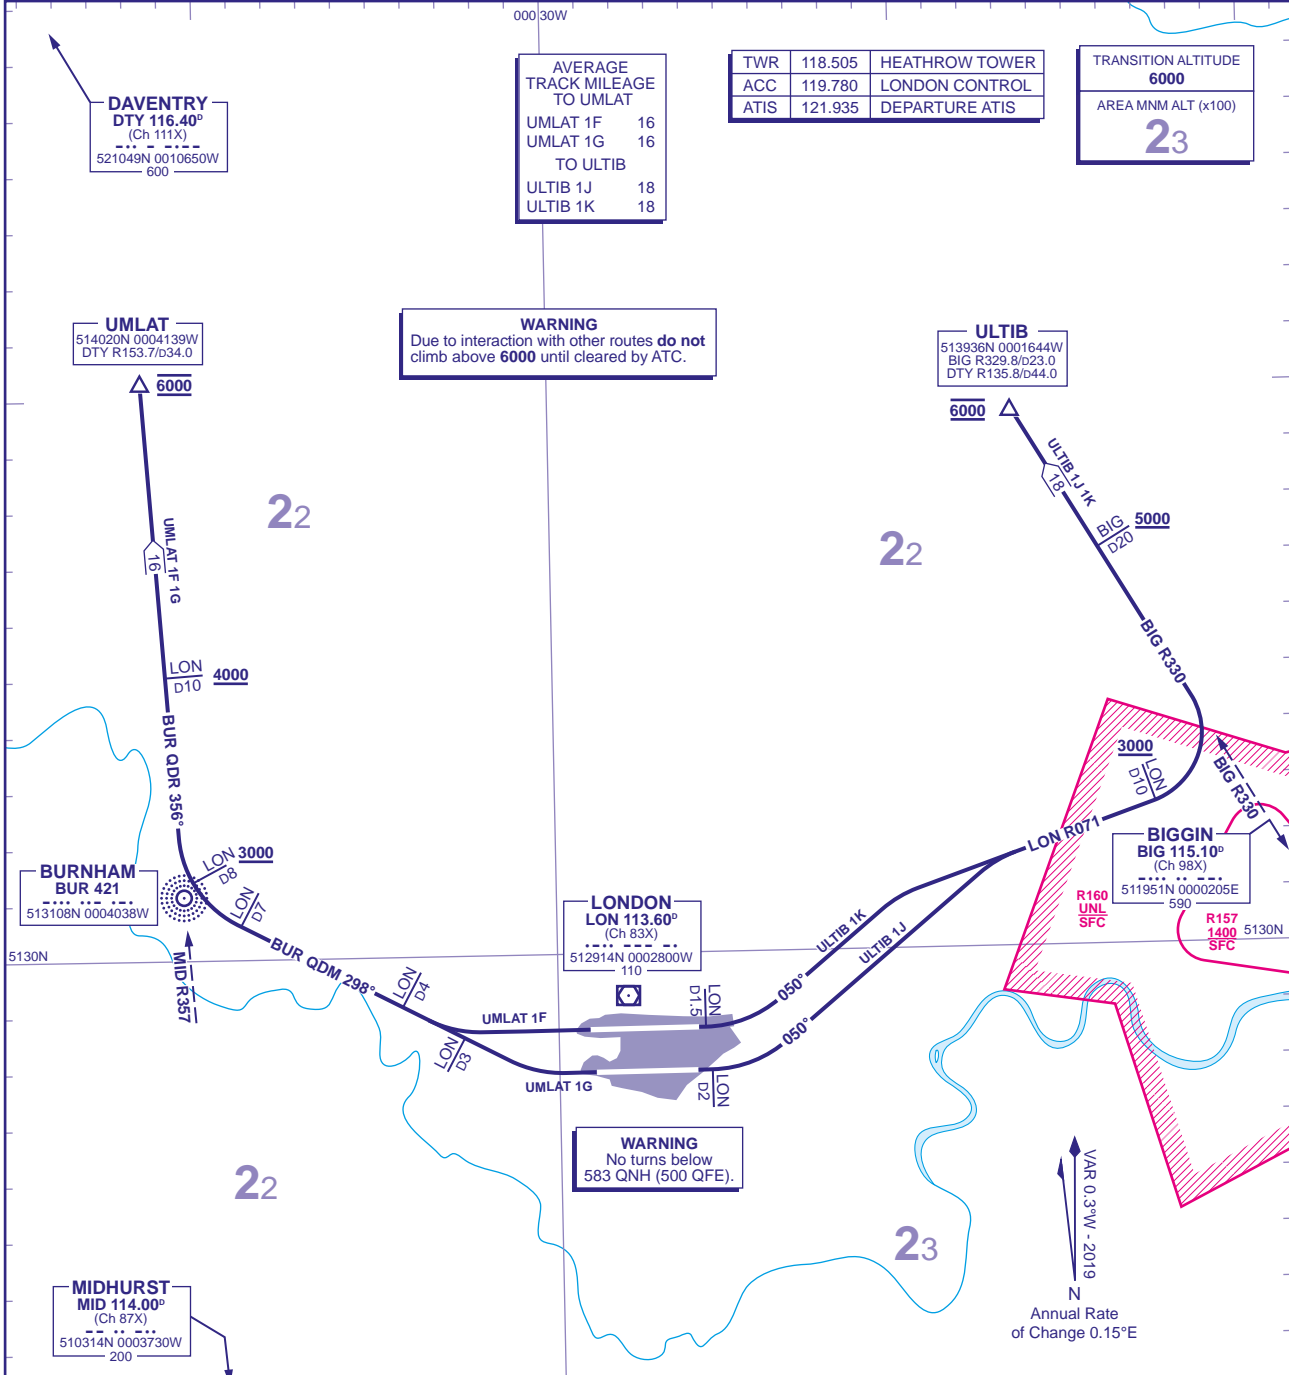 000 30W
DAVENTRY
DTY 116.40D
(Ch 111X)
521049N 0010650W
600
AVERAGE
TRACK MILEAGE
TO UMLAT
UMLAT 1F 16
UMLAT 1G 16
TO ULTIB
ULTIB 1J 18
ULTIB 1K 18
TWR 118.505 HEATHROW TOWER
ACC 119.780 LONDON CONTROL
ATIS 121.935 DEPARTURE ATIS
TRANSITION ALTITUDE
6000
AREA MNM ALT (x100)
23
UMLAT
514020N 0004139W
DTY R153.7/D34.0
6000
WARNING
Due to interaction with other routes do not
climb above 6000 until cleared by ATC.
ULTIB
513936N 0001644W
BIG R329.8/D23.0
DTY R135.8/D44.0
6000
ULTIB 1J 1K
18
BIG
D20
5000
22
22
UMLAT 1F 1G
16
LON
D10
4000
BIG R330
BUR QDR 356°
3000
LON
D10
BIG R330
LON R071
LON
D8
3000
BURNHAM
BUR 421
513108N 0004038W
LON
D7
BIGGIN
BIG 115.10D
(Ch 98X)
511951N 0000205E
590
R160
UNL
SFC
R157
1400
SFC
5130N
5130N
MID R357
BUR QDM 298°
LON
D4
LONDON
LON 113.60D
(Ch 83X)
512914N 0002800W
110
ULTIB 1K
ULTIB 1J
050°
050°
LON
D1.5
UMLAT 1F
LON
D3
UMLAT 1G
LON
D2
WARNING
No turns below
583 QNH (500 QFE).
22
23
VAR 0.3°W - 2019
N
Annual Rate
of Change 0.15°E
MIDHURST
MID 114.00D
(Ch 87X)
510314N 0003730W
200